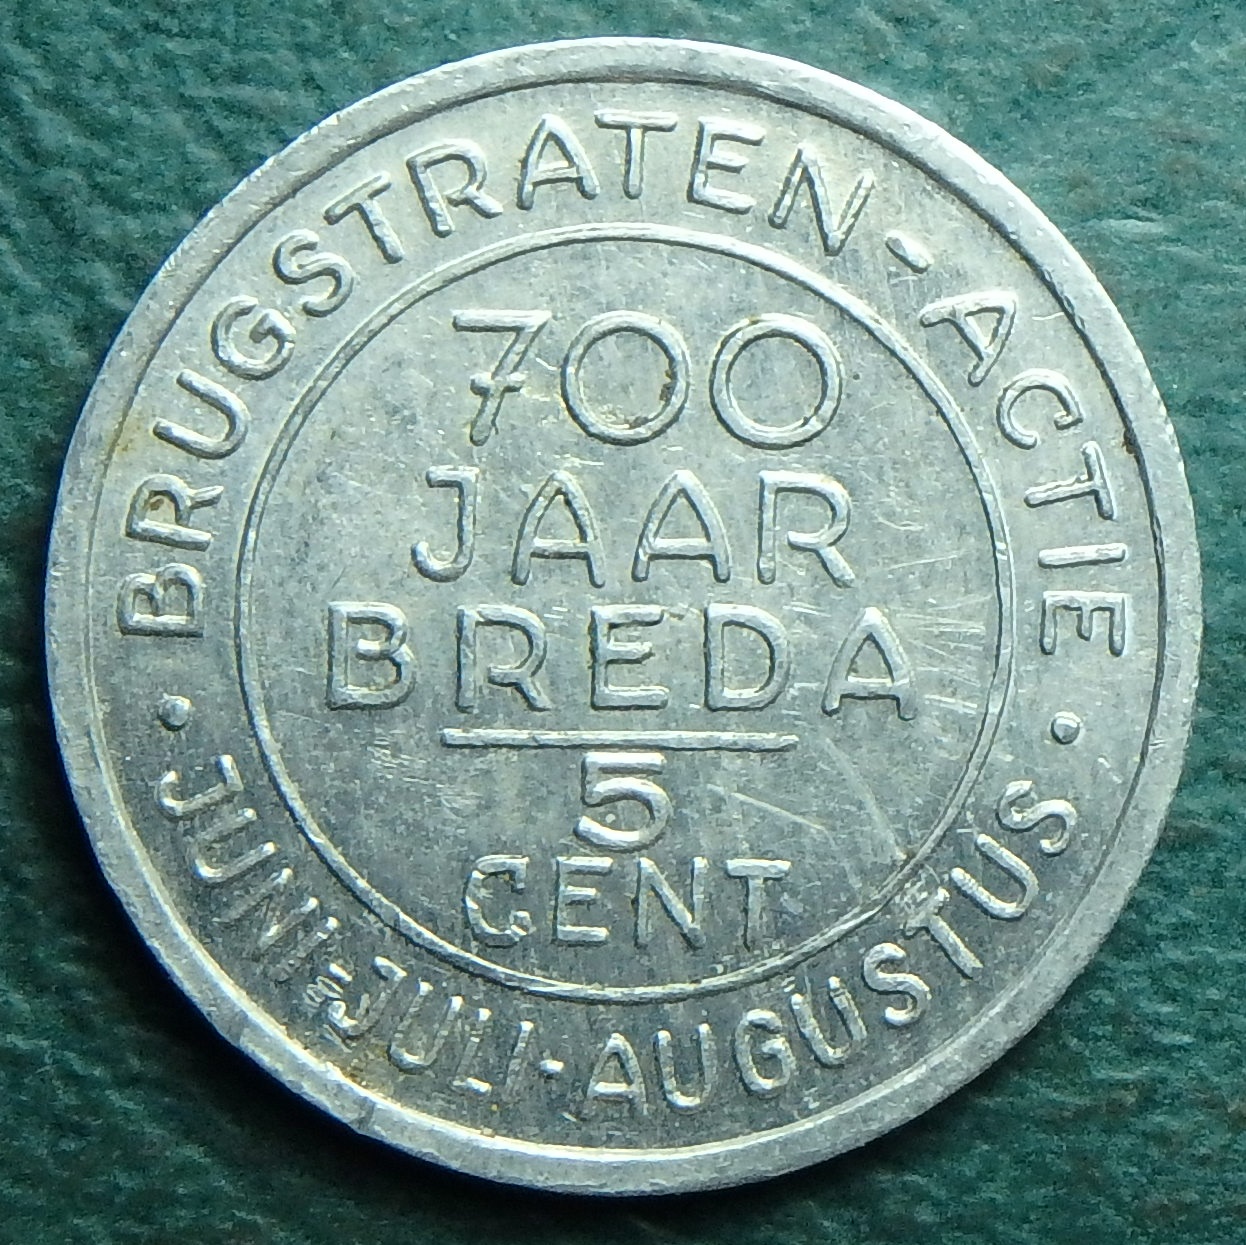 BRUGSTRATEN-ACTIE
700
JAAR
BREDA
5
CENT
• JUNI-JULI-AUGUSTUS •